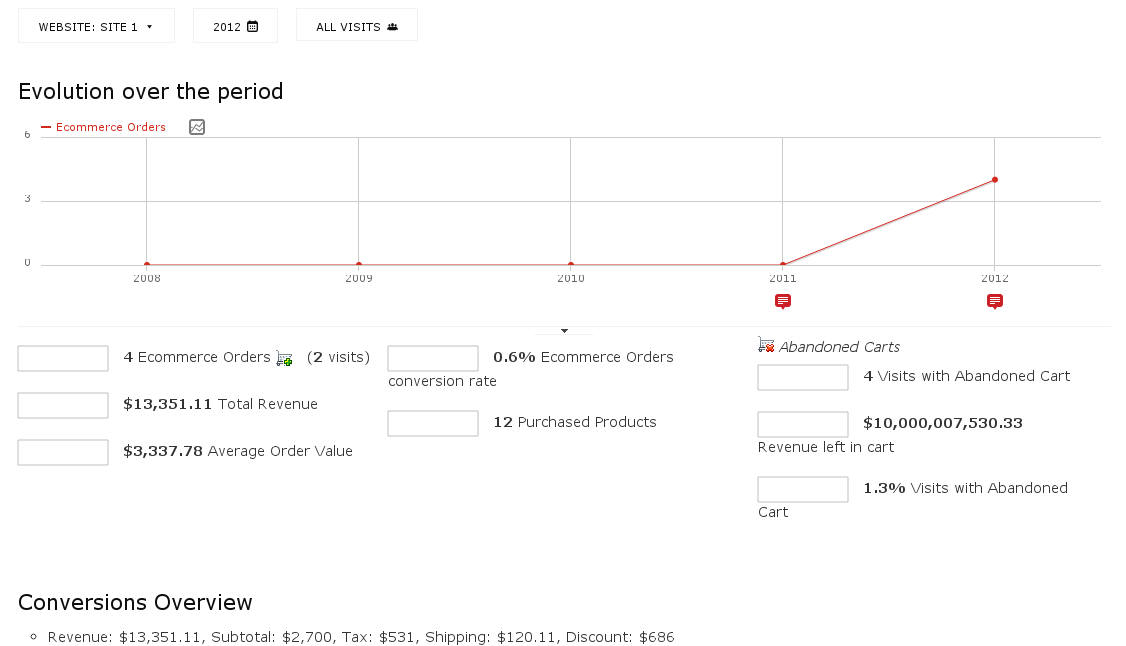 WEBSITE: SITE 1
2012
ALL VISITS
Evolution over the period
Ecommerce Orders
6
3
0
2008 2009 2010 2011 2012
4 Ecommerce Orders (2 visits)
$13,351.11 Total Revenue
$3,337.78 Average Order Value
0.6% Ecommerce Orders
conversion rate
12 Purchased Products
Abandoned Carts
4 Visits with Abandoned Cart
$10,000,007,530.33
Revenue left in cart
1.3% Visits with Abandoned
Cart
Conversions Overview
Revenue: $13,351.11, Subtotal: $2,700, Tax: $531, Shipping: $120.11, Discount: $686